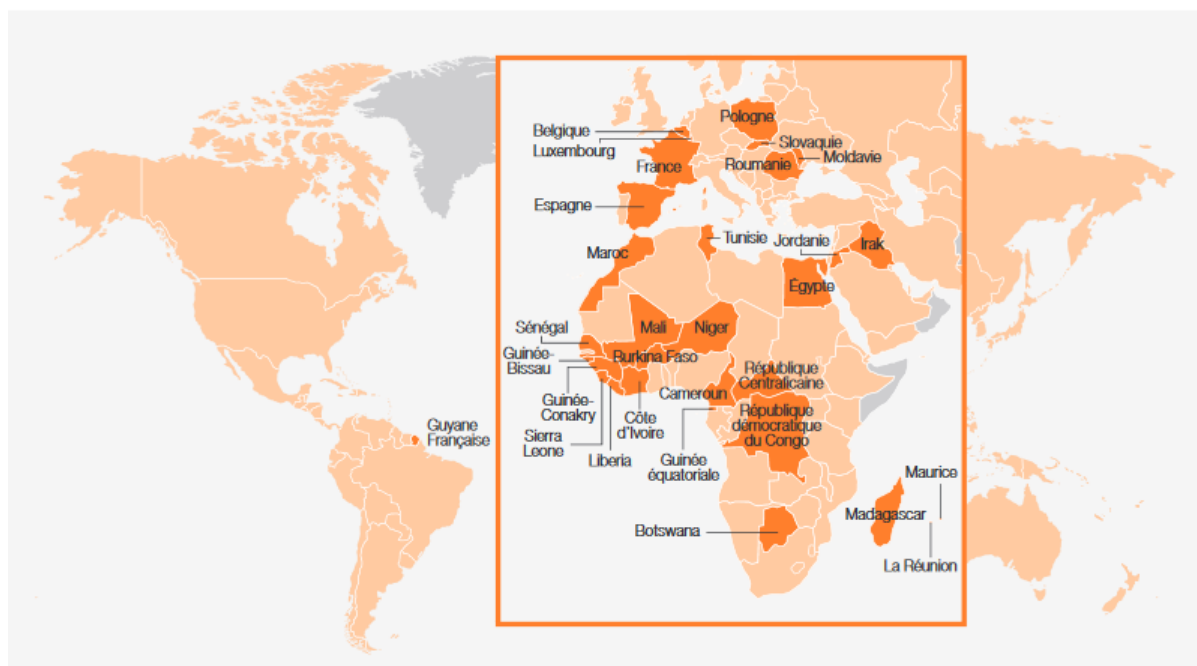 Pologne
Belgique
Slovaquie
Luxembourg
Moldavie
France
Roumanie
Espagne
Tunisie
Jordanie
Irak
Maroc
Égypte
Sénégal
Mali
Niger
Guinée-
Bissau
Burkina Faso
République
Centralicaine
Cameroun
Guinée-
Conakry
Côte
d'Ivoire
République
démocratique
du Congo
Guyane
Française
Sierra
Leone
Liberia
Guinée
équatoriale
Maurice
Madagascar
Botswana
La Réunion